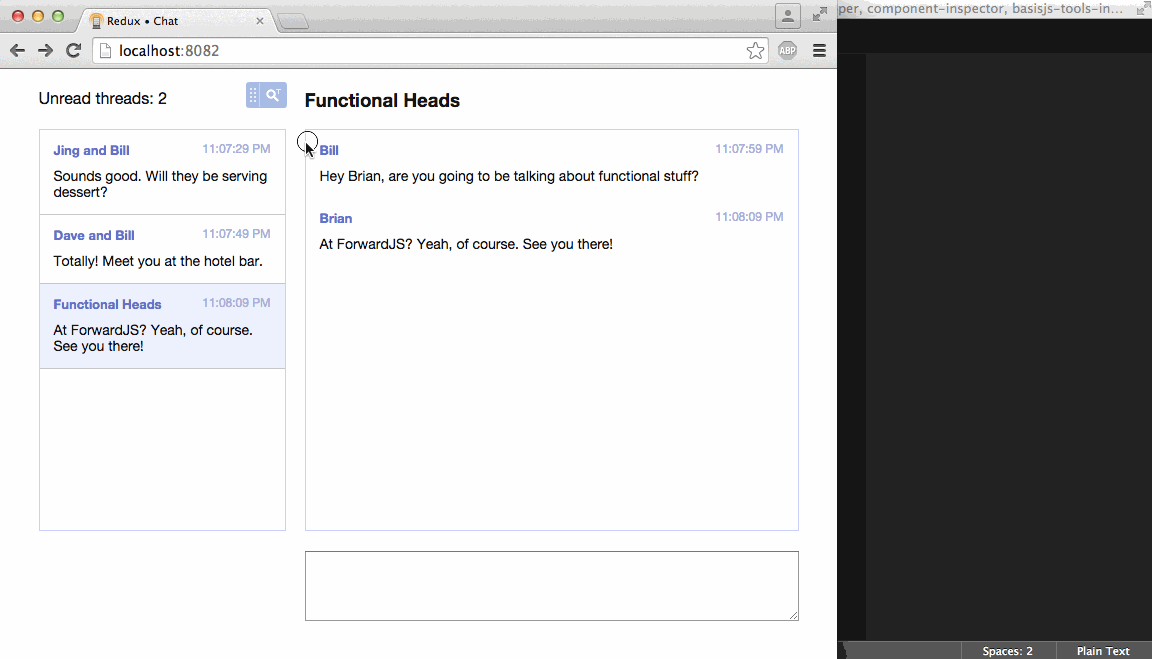 Redux • Chat
per, component-inspector, basisjs-tools-in...
localhost:8082
ABP
Unread threads: 2
Functional Heads
Jing and Bill 11:07:29 PM
Sounds good. Will they be serving
dessert?
Dave and Bill 11:07:49 PM
Totally! Meet you at the hotel bar.
Functional Heads 11:08:09 PM
At ForwardJS? Yeah, of course.
See you there!
Bill 11:07:59 PM
Hey Brian, are you going to be talking about functional stuff?
Brian 11:08:09 PM
At ForwardJS? Yeah, of course. See you there!
Spaces: 2 Plain Text